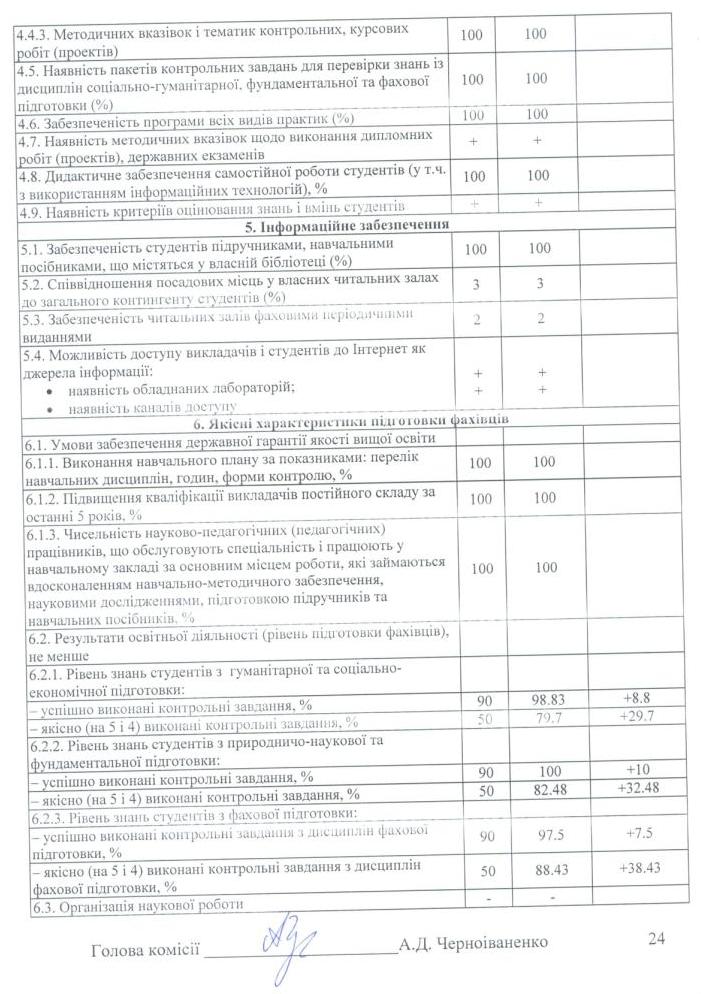 4.4.3. Методичних вказівок і тематик контрольних, курсових
робіт (проектів)
100 100
4.5. Наявність пакетів контрольних завдань для перевірки знань із
дисциплін соціально-гуманітарної, фундаментальної та фахової
підготовки (%)
100 100
4.6. Забезпеченість програми всіх видів практик (%) 100 100
4.7. Наявність методичних вказівок щодо виконання дипломних
робіт (проектів), державних екзаменів
+ +
4.8. Дидактичне забезпечення самостійної роботи студентів (у т.ч.
з використанням інформаційних технологій), %
100 100
4.9. Наявність критеріїв оцінювання знань і вмінь студентів + +
5. Інформаційне забезпечення
5.1. Забезпеченість студентів підручниками, навчальними
посібниками, що містяться у власній бібліотеці (%)
100 100
5.2. Співвідношення посадових місць у власних читальних залах
до загального контингенту студентів (%)
3 3
5.3. Забезпеченість читальних залів фаховими періодичними
виданнями
2 2
5.4. Можливість доступу викладачів і студентів до Інтернет як
джерела інформації:
• наявність обладнаних лабораторій;
• наявність каналів доступу
+ +
+ +
6. Якісні характеристики підготовки фахівців
6.1. Умови забезпечення державної гарантії якості вищої освіти
6.1.1. Виконання навчального плану за показниками: перелік
навчальних дисциплін, годин, форми контролю, %
100 100
6.1.2. Підвищення кваліфікації викладачів постійного складу за
останні 5 років, %
100 100
6.1.3. Чисельність науково-педагогічних (педагогічних)
працівників, що обслуговують спеціальність і працюють у
навчальному закладі за основним місцем роботи, які займаються
вдосконаленням навчально-методичного забезпечення,
науковими дослідженнями, підготовкою підручників та
навчальних посібників, %
100 100
6.2. Результати освітньої діяльності (рівень підготовки фахівців),
не менше
6.2.1. Рівень знань студентів з гуманітарної та соціально-
економічної підготовки:
– успішно виконані контрольні завдання, % 90 98.83 +8.8
– якісно (на 5 і 4) виконані контрольні завдання, % 50 79.7 +29.7
6.2.2. Рівень знань студентів з природничо-наукової та
фундаментальної підготовки:
– успішно виконані контрольні завдання, % 90 100 +10
– якісно (на 5 і 4) виконані контрольні завдання, % 50 82.48 +32.48
6.2.3. Рівень знань студентів з фахової підготовки:
– успішно виконані контрольні завдання з дисциплін фахової
підготовки, %
90 97.5 +7.5
– якісно (на 5 і 4) виконані контрольні завдання з дисциплін
фахової підготовки, %
50 88.43 +38.43
6.3. Організація наукової роботи - -
Голова комісії А.Д. Черноіваненко 24